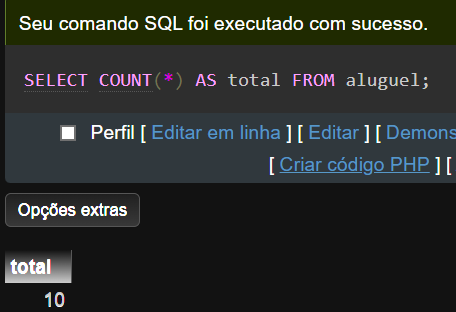 Seu comando SQL foi executado com sucesso.
SELECT COUNT(*) AS total FROM aluguel;
Perfil [ Editar em linha ] [ Editar ] [ Demons
[ Criar código PHP ] [
Opções extras
total
10